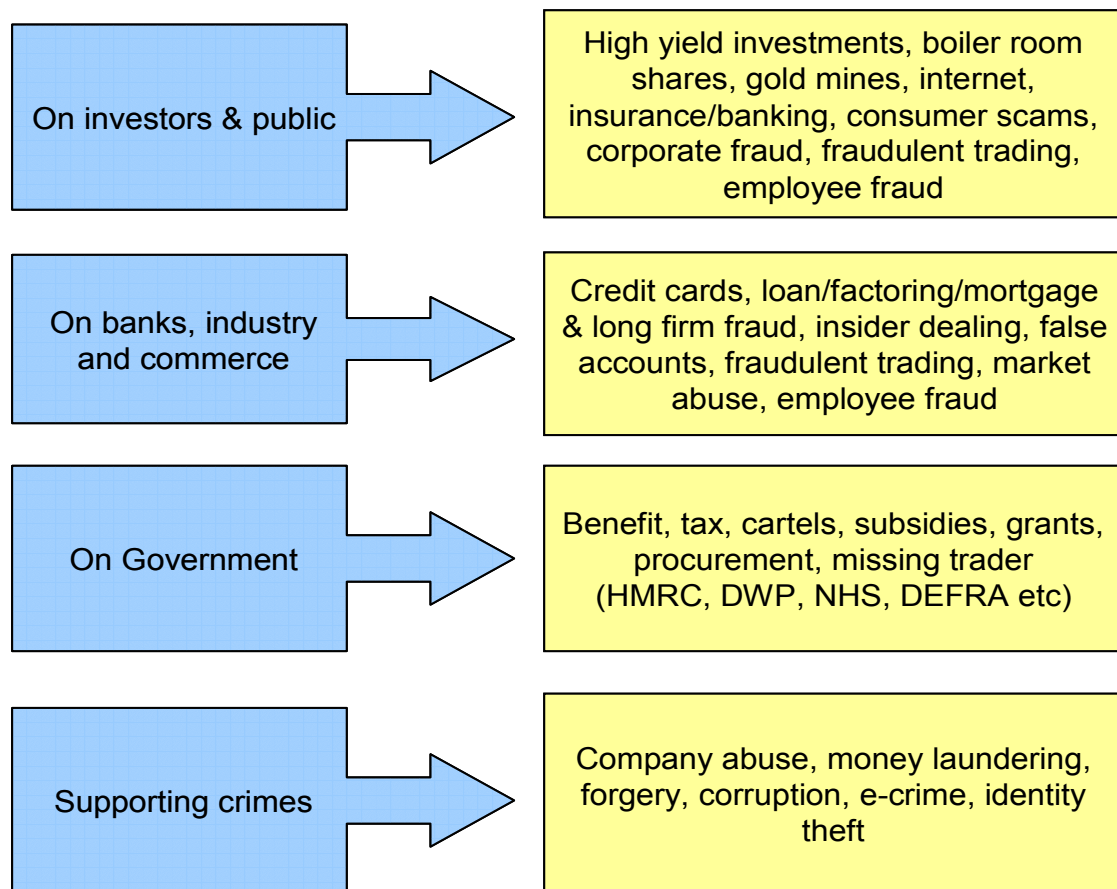 On investors & public
High yield investments, boiler room
shares, gold mines, internet,
insurance/banking, consumer scams,
corporate fraud, fraudulent trading,
employee fraud
On banks, industry
and commerce
Credit cards, loan/factoring/mortgage
& long firm fraud, insider dealing, false
accounts, fraudulent trading, market
abuse, employee fraud
On Government
Benefit, tax, cartels, subsidies, grants,
procurement, missing trader
(HMRC, DWP, NHS, DEFRA etc)
Supporting crimes
Company abuse, money laundering,
forgery, corruption, e-crime, identity
theft